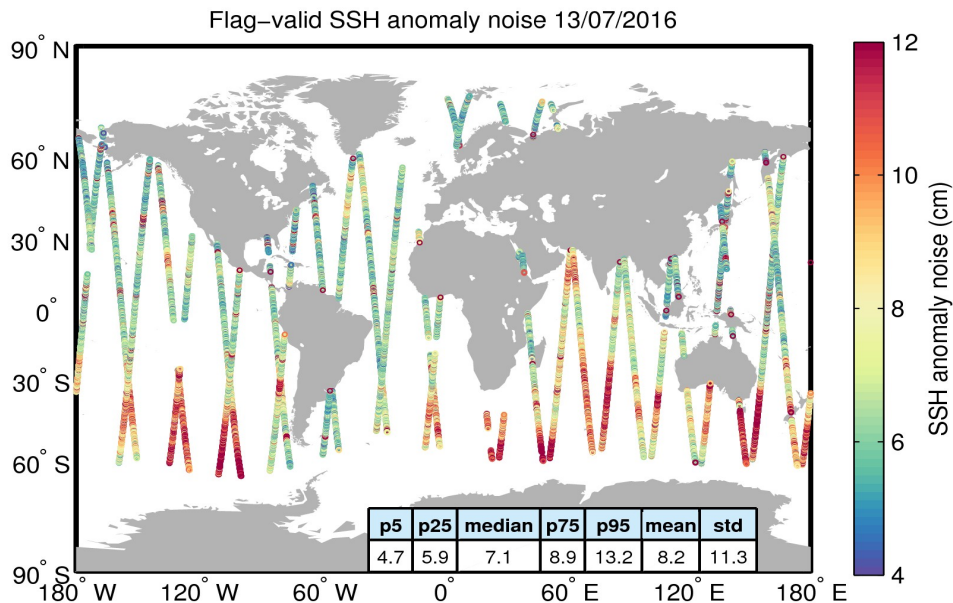 Flag−valid SSH anomaly noise 13/07/2016
90° N
60° N
30° N
0°
30° S
60° S
90° S
180° W
120° W
60° W
0°
60° E
120° E
180° E
p5 p25 median p75 p95 mean std
4.7 5.9 7.1 8.9 13.2 8.2 11.3
12
10
8
6
4
SSH anomaly noise (cm)